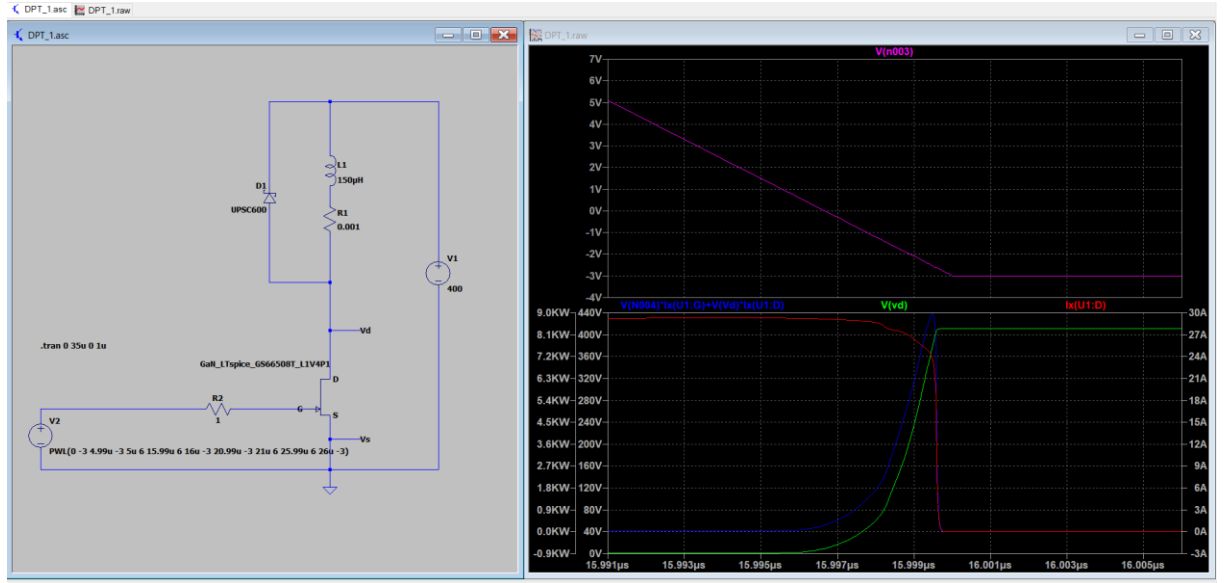 DPT_1.asc DPT_1.raw
DPT_1.asc
L1
150µH
D1
UPSC600
R1
0.001
V1
400
Vd
.tran 0 35u 0 1u
GaN_LTspice_GS66508T_L1V4P1
D
R2
G
1
S
V2
Vs
PWL(0 -3 4.99u -3 5u 6 15.99u 6 16u -3 20.99u -3 21u 6 25.99u 6 26u -3)
DPT_1.raw
V(n003)
7V
6V
5V
4V
3V
2V
1V
0V
-1V
-2V
-3V
-4V
V(N004)*Ix(U1:G)+V(Vd)*Ix(U1:D) V(vd) Ix(U1:D)
9.0KW 440V 30A
8.1KW 400V 27A
7.2KW 360V 24A
6.3KW 320V 21A
5.4KW 280V 18A
4.5KW 240V 15A
3.6KW 200V 12A
2.7KW 160V 9A
1.8KW 120V 6A
0.9KW 80V 3A
0.0KW 40V 0A
-0.9KW 0V -3A
15.991µs 15.993µs 15.995µs 15.997µs 15.999µs 16.001µs 16.003µs 16.005µs